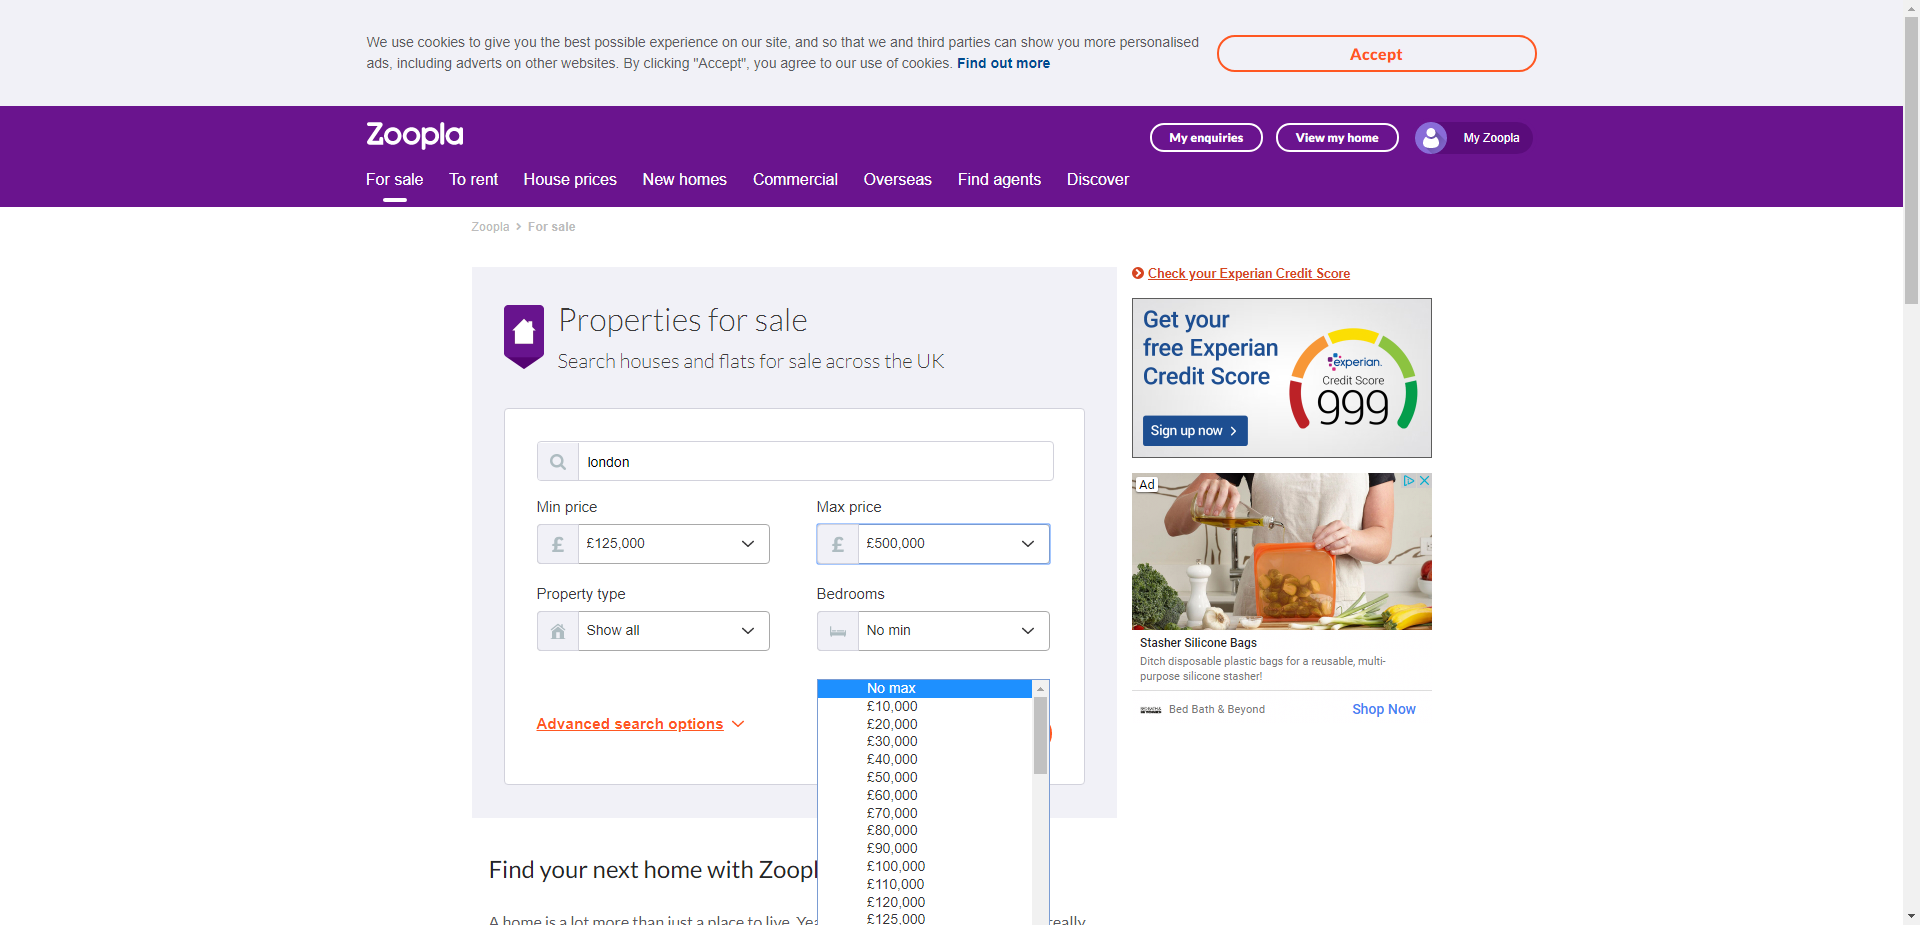 We use cookies to give you the best possible experience on our site, and so that we and third parties can show you more personalised
ads, including adverts on other websites. By clicking "Accept", you agree to our use of cookies. Find out more
Accept
Zoopla
My enquiries
View my home
My Zoopla
For sale
To rent
House prices
New homes
Commercial
Overseas
Find agents
Discover
Zoopla > For sale
Properties for sale
Search houses and flats for sale across the UK
london
Min price
£ £125,000
Max price
£ £500,000
Property type
Show all
Bedrooms
No min
Advanced search options
No max
£10,000
£20,000
£30,000
£40,000
£50,000
£60,000
£70,000
£80,000
£90,000
£100,000
£110,000
£120,000
£125,000
Find your next home with Zoopl
A home is a lot more than just a place to live. Yea
really
Check your Experian Credit Score
Get your
free Experian
Credit Score
Sign up now >
experian.
Credit Score
999
Ad
Stasher Silicone Bags
Ditch disposable plastic bags for a reusable, multi-
purpose silicone stasher!
Bed Bath & Beyond
Shop Now